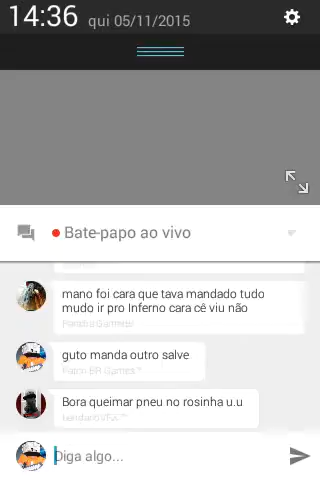 14:36 qui 05/11/2015
Bate-papo ao vivo
mano foi cara que tava mandado tudo
mudo ir pro Inferno cara cê viu não
guto manda outro salve
Bora queimar pneu no rosinha u.u
Diga algo...